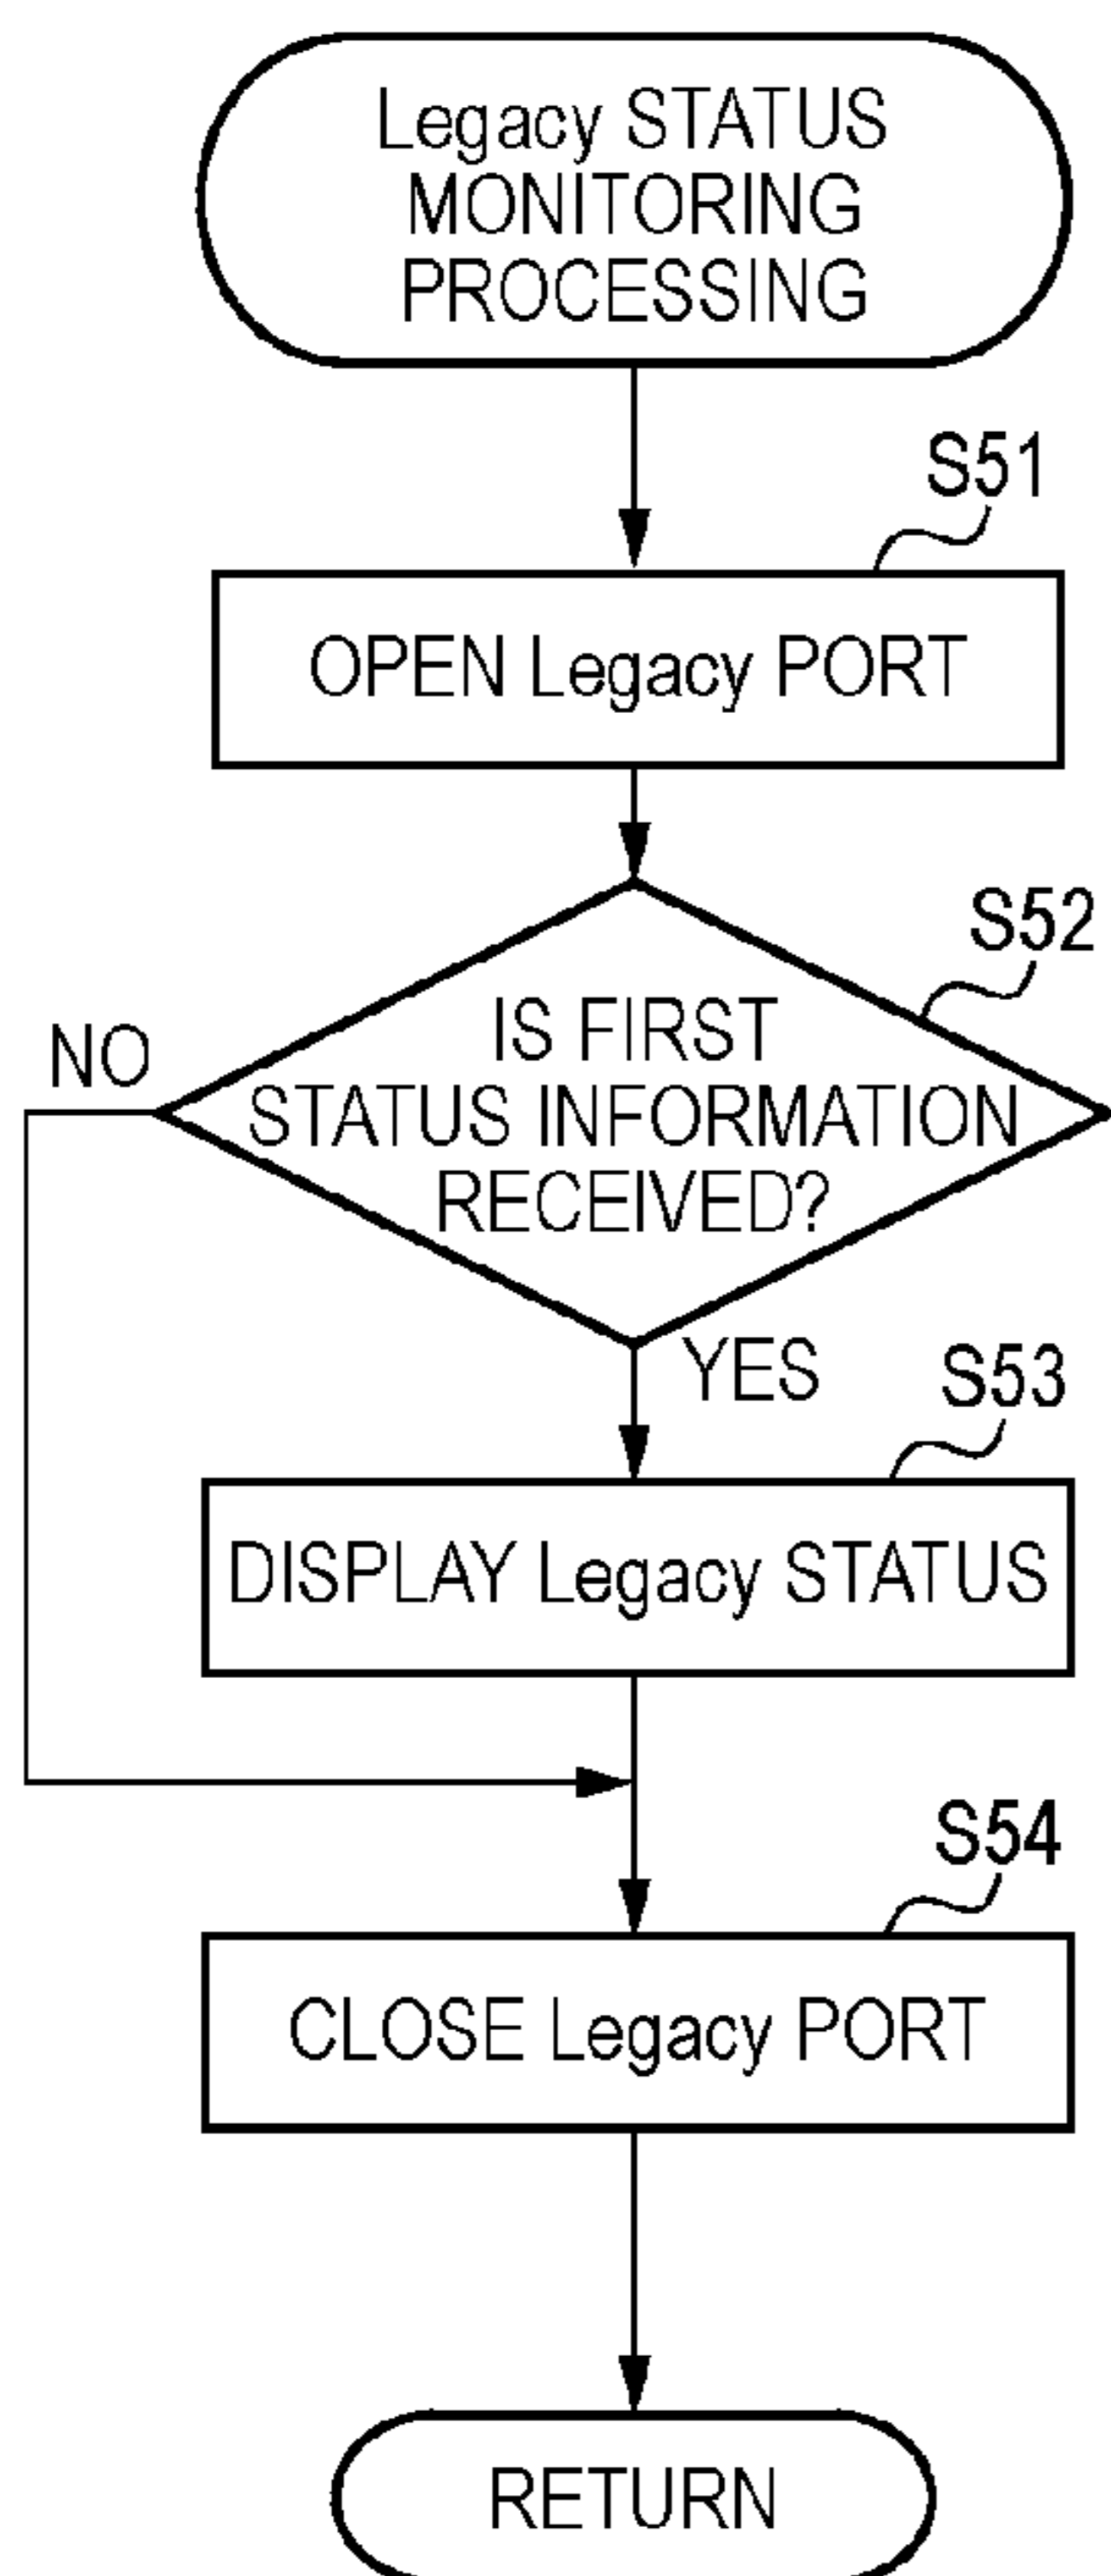 Legacy STATUS
MONITORING
PROCESSING
S51
OPEN Legacy PORT
S52
IS FIRST
STATUS INFORMATION
RECEIVED?
NO
YES
S53
DISPLAY Legacy STATUS
S54
CLOSE Legacy PORT
RETURN